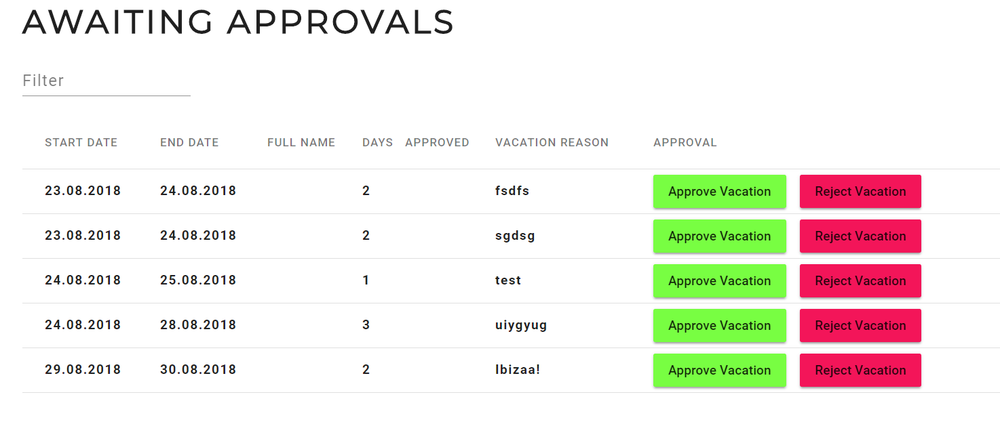 AWAITING APPROVALS
Filter
START DATE END DATE FULL NAME DAYS APPROVED VACATION REASON APPROVAL
23.08.2018 24.08.2018 2 fsdfs Approve Vacation Reject Vacation
23.08.2018 24.08.2018 2 sgdsg Approve Vacation Reject Vacation
24.08.2018 25.08.2018 1 test Approve Vacation Reject Vacation
24.08.2018 28.08.2018 3 uiygyug Approve Vacation Reject Vacation
29.08.2018 30.08.2018 2 Ibizaa! Approve Vacation Reject Vacation